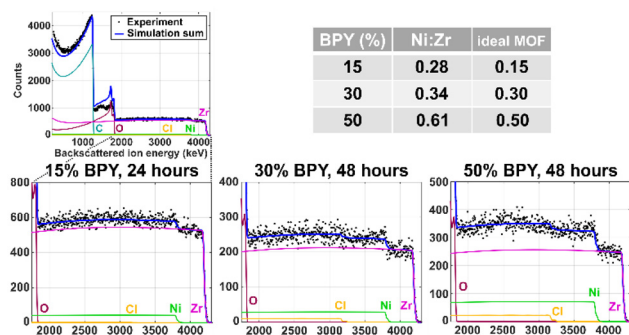 Experiment
Simulation sum
Counts
4000
3000
2000
1000
0
C
O
Cl
Ni
Zr
0
1000
2000
3000
4000
Backscattered ion energy (keV)
BPY (%) Ni:Zr ideal MOF
15 0.28 0.15
30 0.34 0.30
50 0.61 0.50
15% BPY, 24 hours
800
600
400
200
0
O
Cl
Ni
Zr
2000 2500 3000 3500 4000
30% BPY, 48 hours
400
300
200
100
0
O
Cl
Ni
Zr
2000 2500 3000 3500 4000
50% BPY, 48 hours
500
400
300
200
100
0
O
Cl
Ni
Zr
2000 2500 3000 3500 4000